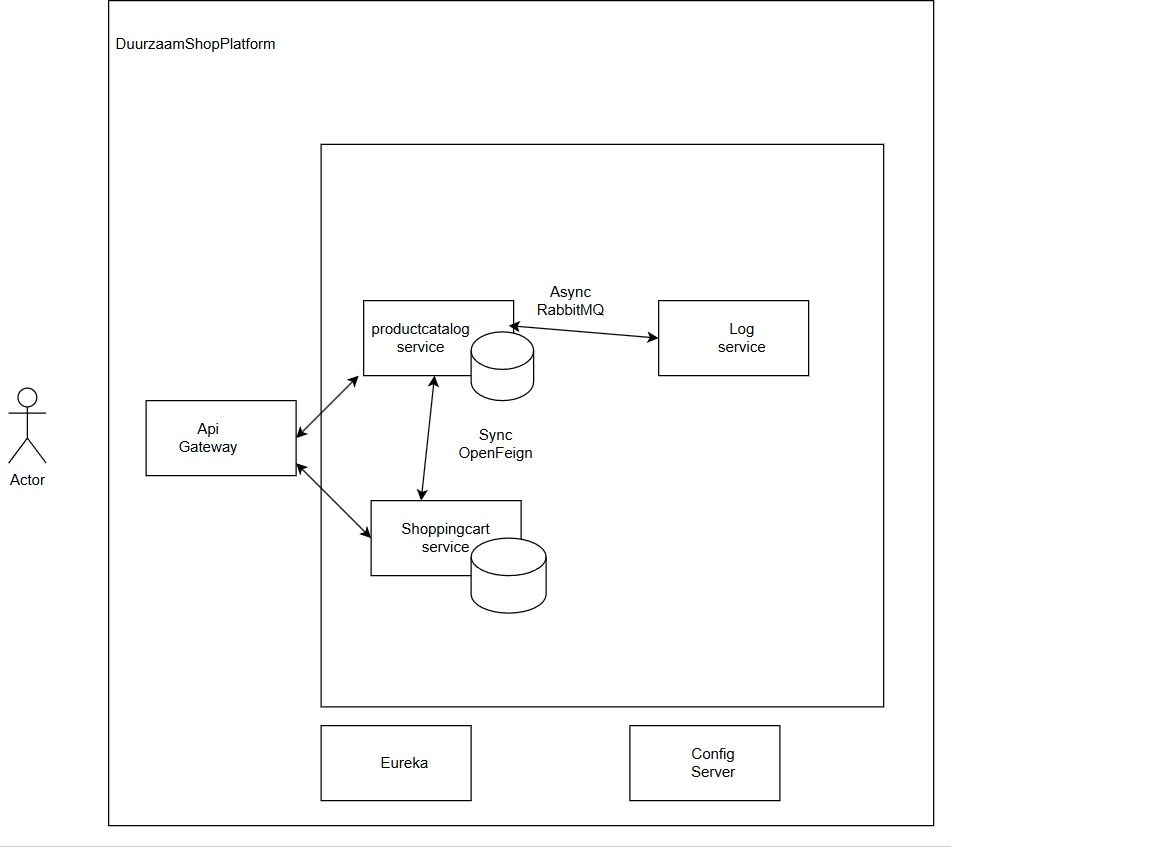 DuurzaamShopPlatform
Async
RabbitMQ
productcatalog
service
Log
service
Api
Gateway
Sync
OpenFeign
Actor
Shoppingcart
service
Eureka
Config
Server